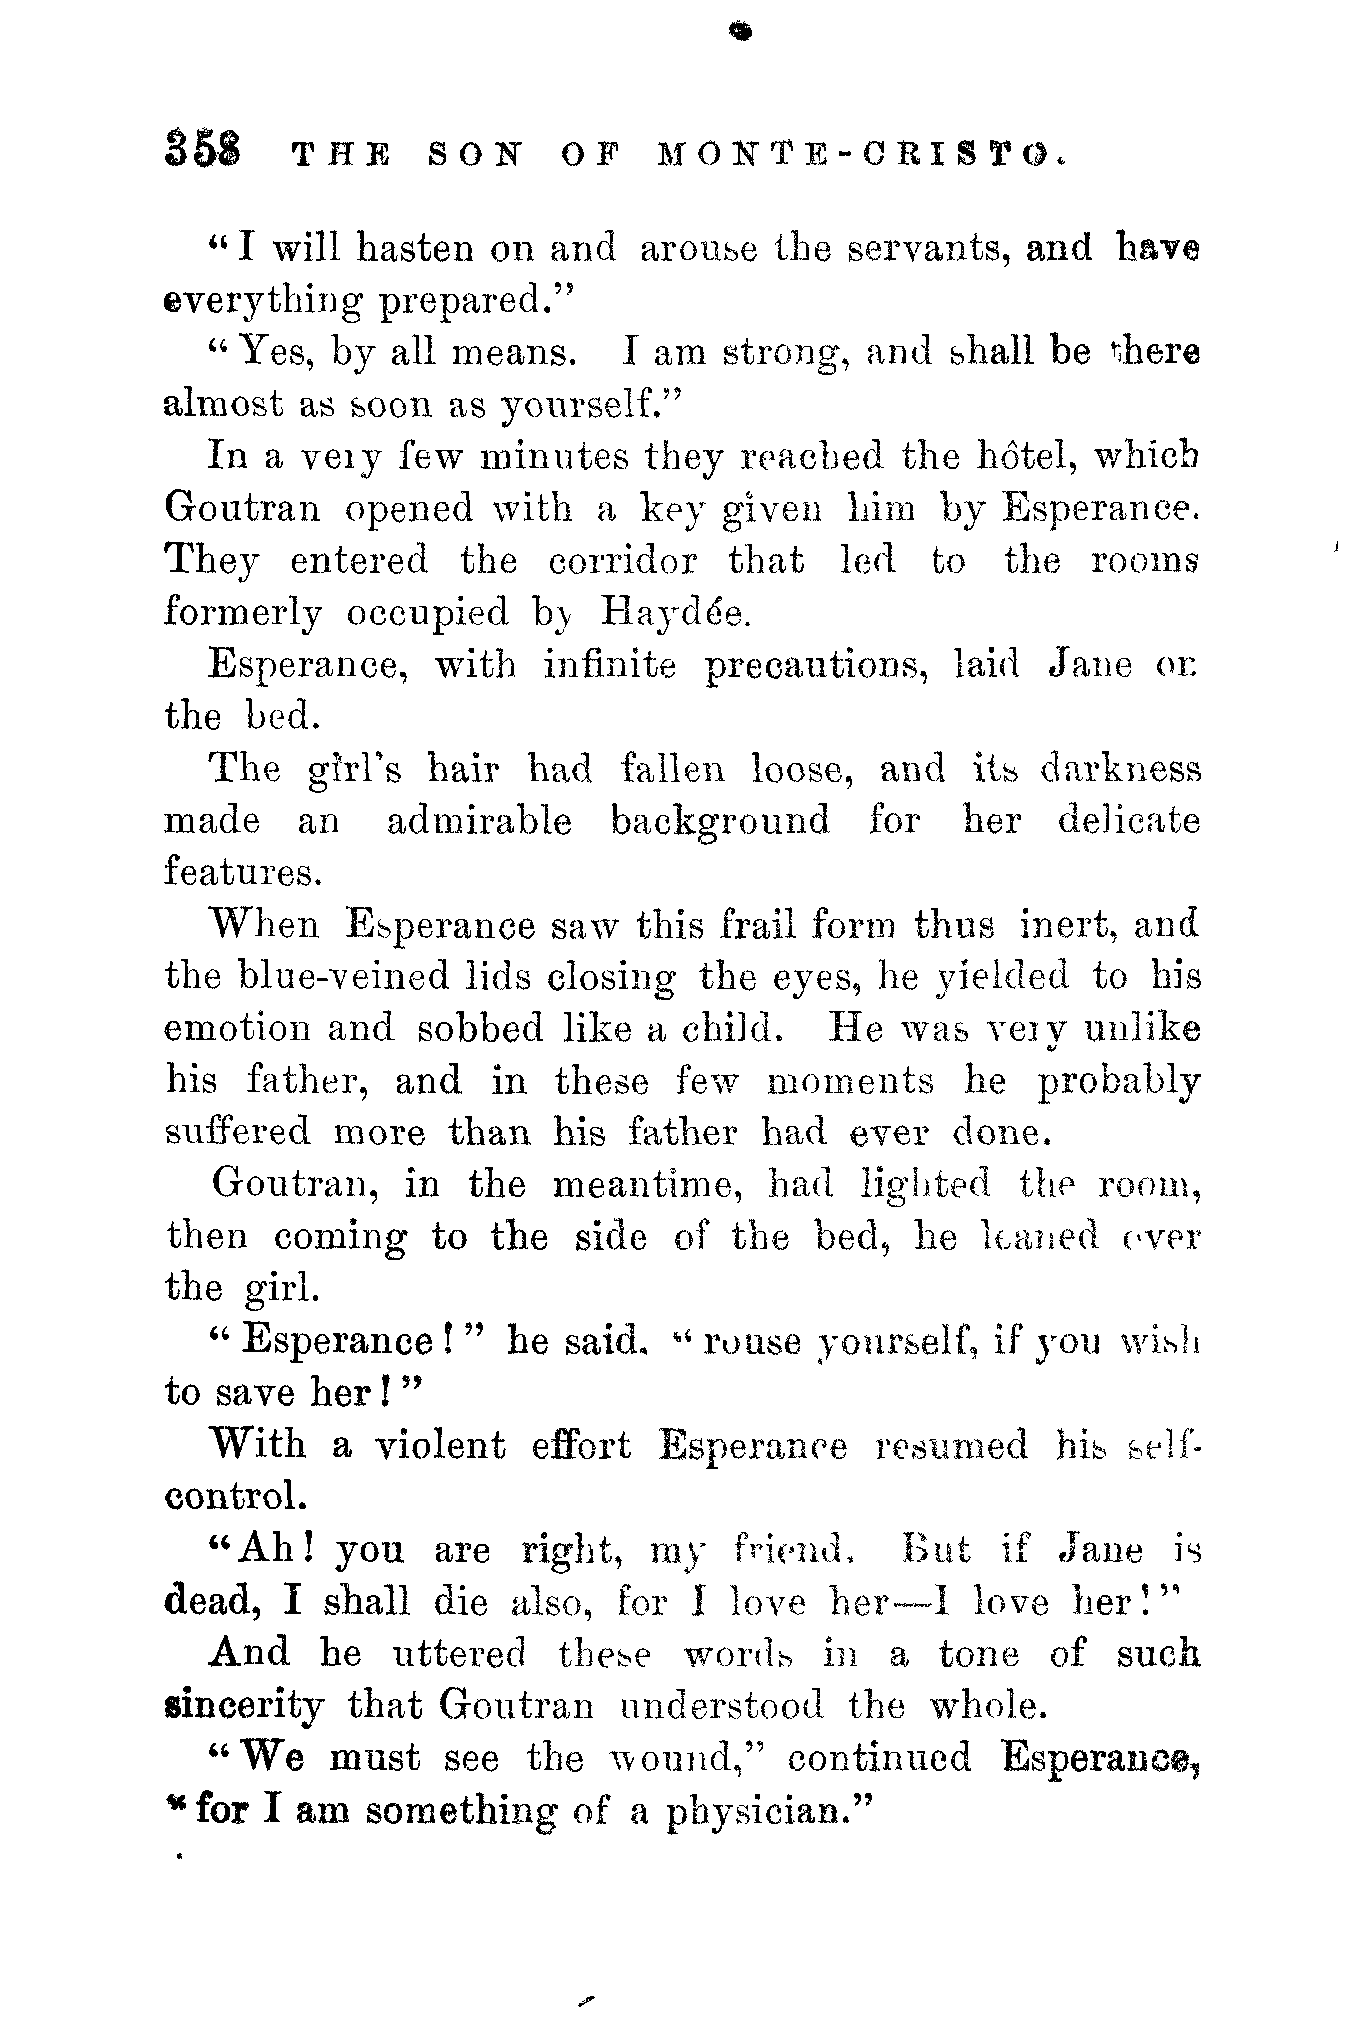 358 THE SON OF MONTE-CRISTO.
"I will hasten on and arouse the servants, and have
everything prepared."
"Yes, by all means. I am strong, and shall be there
almost as soon as yourself."
In a very few minutes they reached the hôtel, which
Goutran opened with a key given him by Esperance.
They entered the corridor that led to the rooms
formerly occupied by Haydée.
Esperance, with infinite precautions, laid Jane on
the bed.
The girl's hair had fallen loose, and its darkness
made an admirable background for her delicate
features.
When Esperance saw this frail form thus inert, and
the blue-veined lids closing the eyes, he yielded to his
emotion and sobbed like a child. He was very unlike
his father, and in these few moments he probably
suffered more than his father had ever done.
Goutran, in the meantime, had lighted the room,
then coming to the side of the bed, he leaned over
the girl.
"Esperance!" he said. "rouse yourself, if you wish
to save her!"
With a violent effort Esperance resumed his self-
control.
"Ah! you are right, my friend. But if Jane is
dead, I shall die also, for I love her—I love her!"
And he uttered these words in a tone of such
sincerity that Goutran understood the whole.
"We must see the wound," continued Esperance,
"for I am something of a physician."